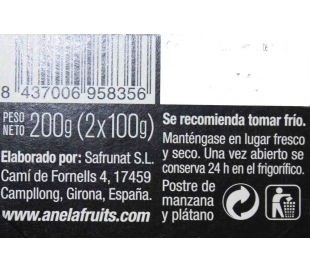 8 437006 958356
PESO NETO 200g (2x100g)
Elaborado por: Safrunat S.L.
Camí de Fornells 4, 17459
Campllong, Girona, España.
www.anelafruits.com
Se recomienda tomar frío.
Manténgase en lugar fresco
y seco. Una vez abierto se
conserva 24 h en el frigorífico.
Postre de
manzana
y plátano